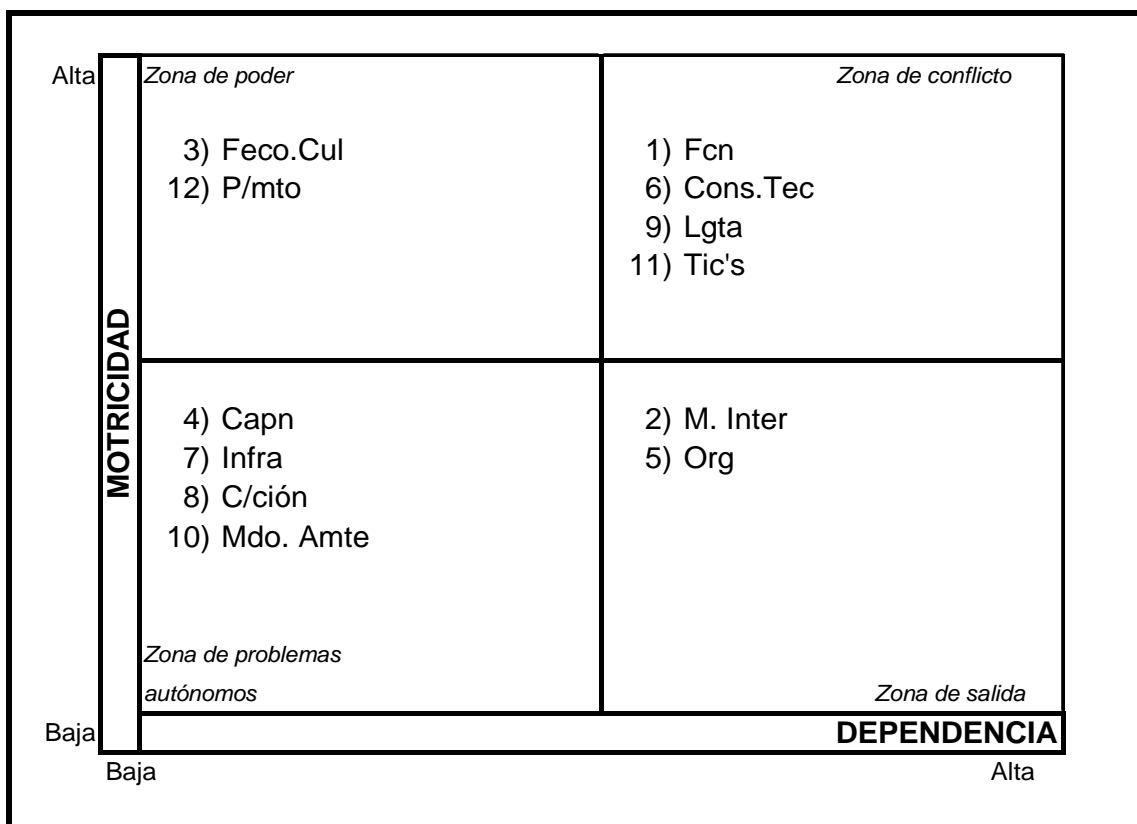 Alta
Zona de poder
Zona de conflicto
3) Feco.Cul
12) P/mto
1) Fcn
6) Cons.Tec
9) Lgta
11) Tic's
MOTRICIDAD
4) Capn
7) Infra
8) C/ción
10) Mdo. Amte
2) M. Inter
5) Org
Zona de problemas
autónomos
Zona de salida
Baja
DEPENDENCIA
Baja
Alta